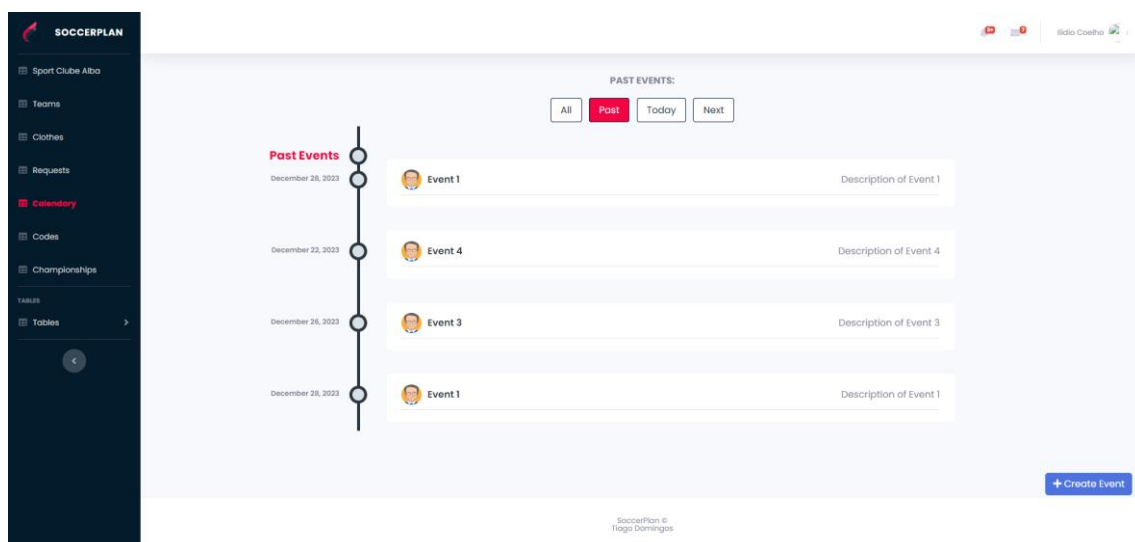 SOCCERPLAN
Ilidio Coelho
Sport Clube Alba
Teams
Clothes
Requests
Calendary
Codes
Championships
TABLES
Tables
PAST EVENTS:
All Past Today Next
Past Events
December 28, 2023 Event 1 Description of Event 1
December 22, 2023 Event 4 Description of Event 4
December 26, 2023 Event 3 Description of Event 3
December 28, 2023 Event 1 Description of Event 1
+ Create Event
SoccerPlan ©
Tiago Domingos